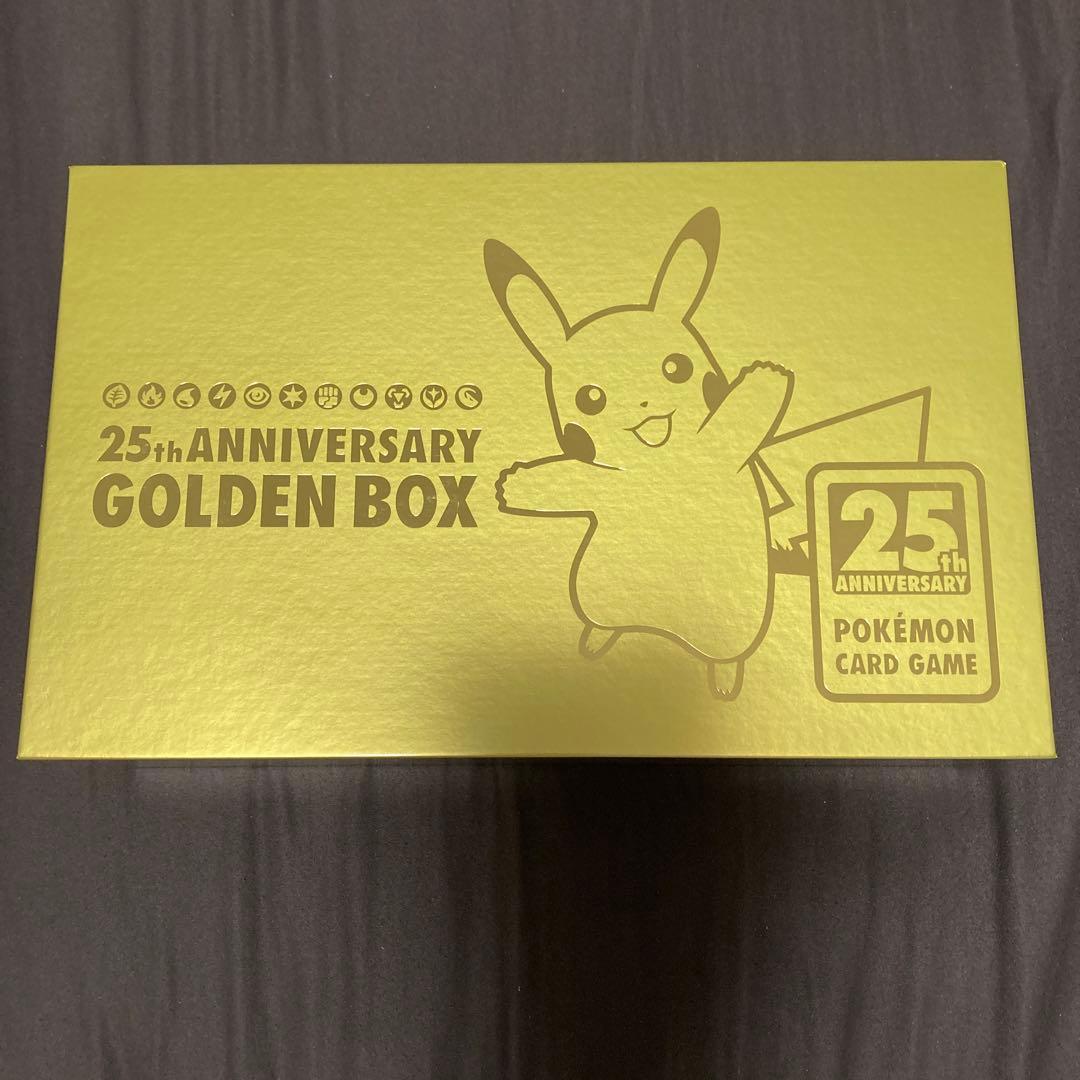 25th ANNIVERSARY
GOLDEN BOX
25th
ANNIVERSARY
POKÉMON
CARD GAME